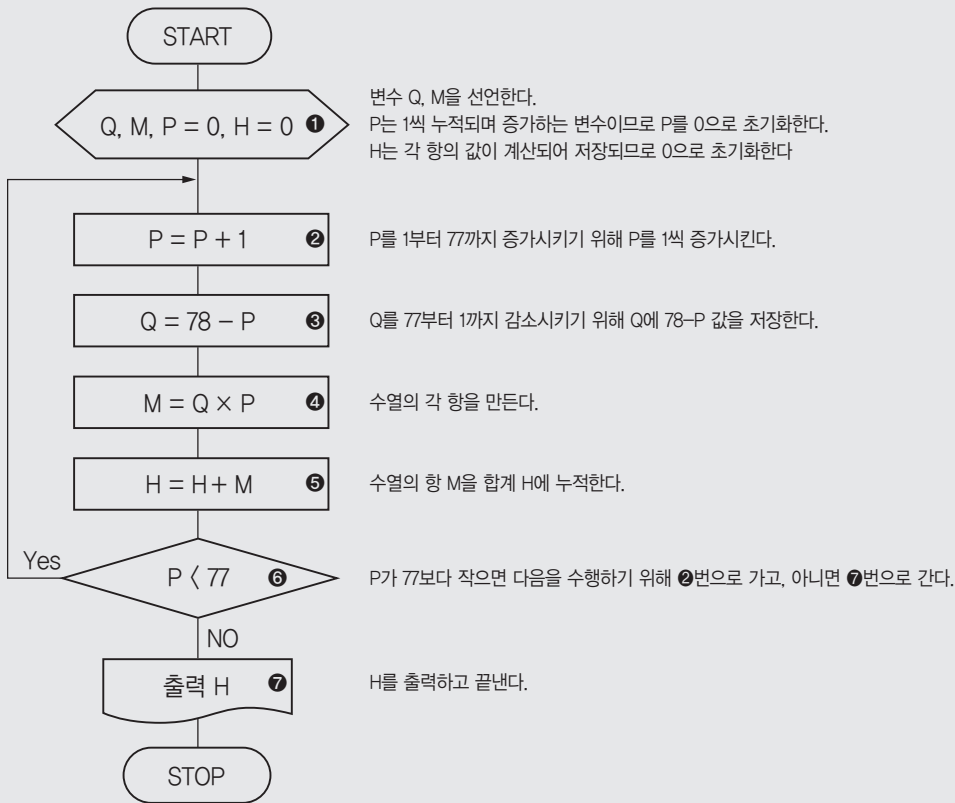 START
Q, M, P = 0, H = 0 ❶
변수 Q, M을 선언한다.
P는 1씩 누적되며 증가하는 변수이므로 P를 0으로 초기화한다.
H는 각 항의 값이 계산되어 저장되므로 0으로 초기화한다
P = P + 1 ❷
P를 1부터 77까지 증가시키기 위해 P를 1씩 증가시킨다.
Q = 78 − P ❸
Q를 77부터 1까지 감소시키기 위해 Q에 78−P 값을 저장한다.
M = Q × P ❹
수열의 각 항을 만든다.
H = H + M ❺
수열의 항 M을 합계 H에 누적한다.
Yes
P < 77 ❻
P가 77보다 작으면 다음을 수행하기 위해 ❷번으로 가고, 아니면 ❼번으로 간다.
NO
출력 H ❼
H를 출력하고 끝낸다.
STOP